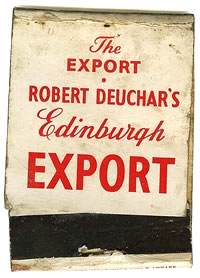 The
EXPORT
•
ROBERT DEUCHAR'S
Edinburgh
EXPORT